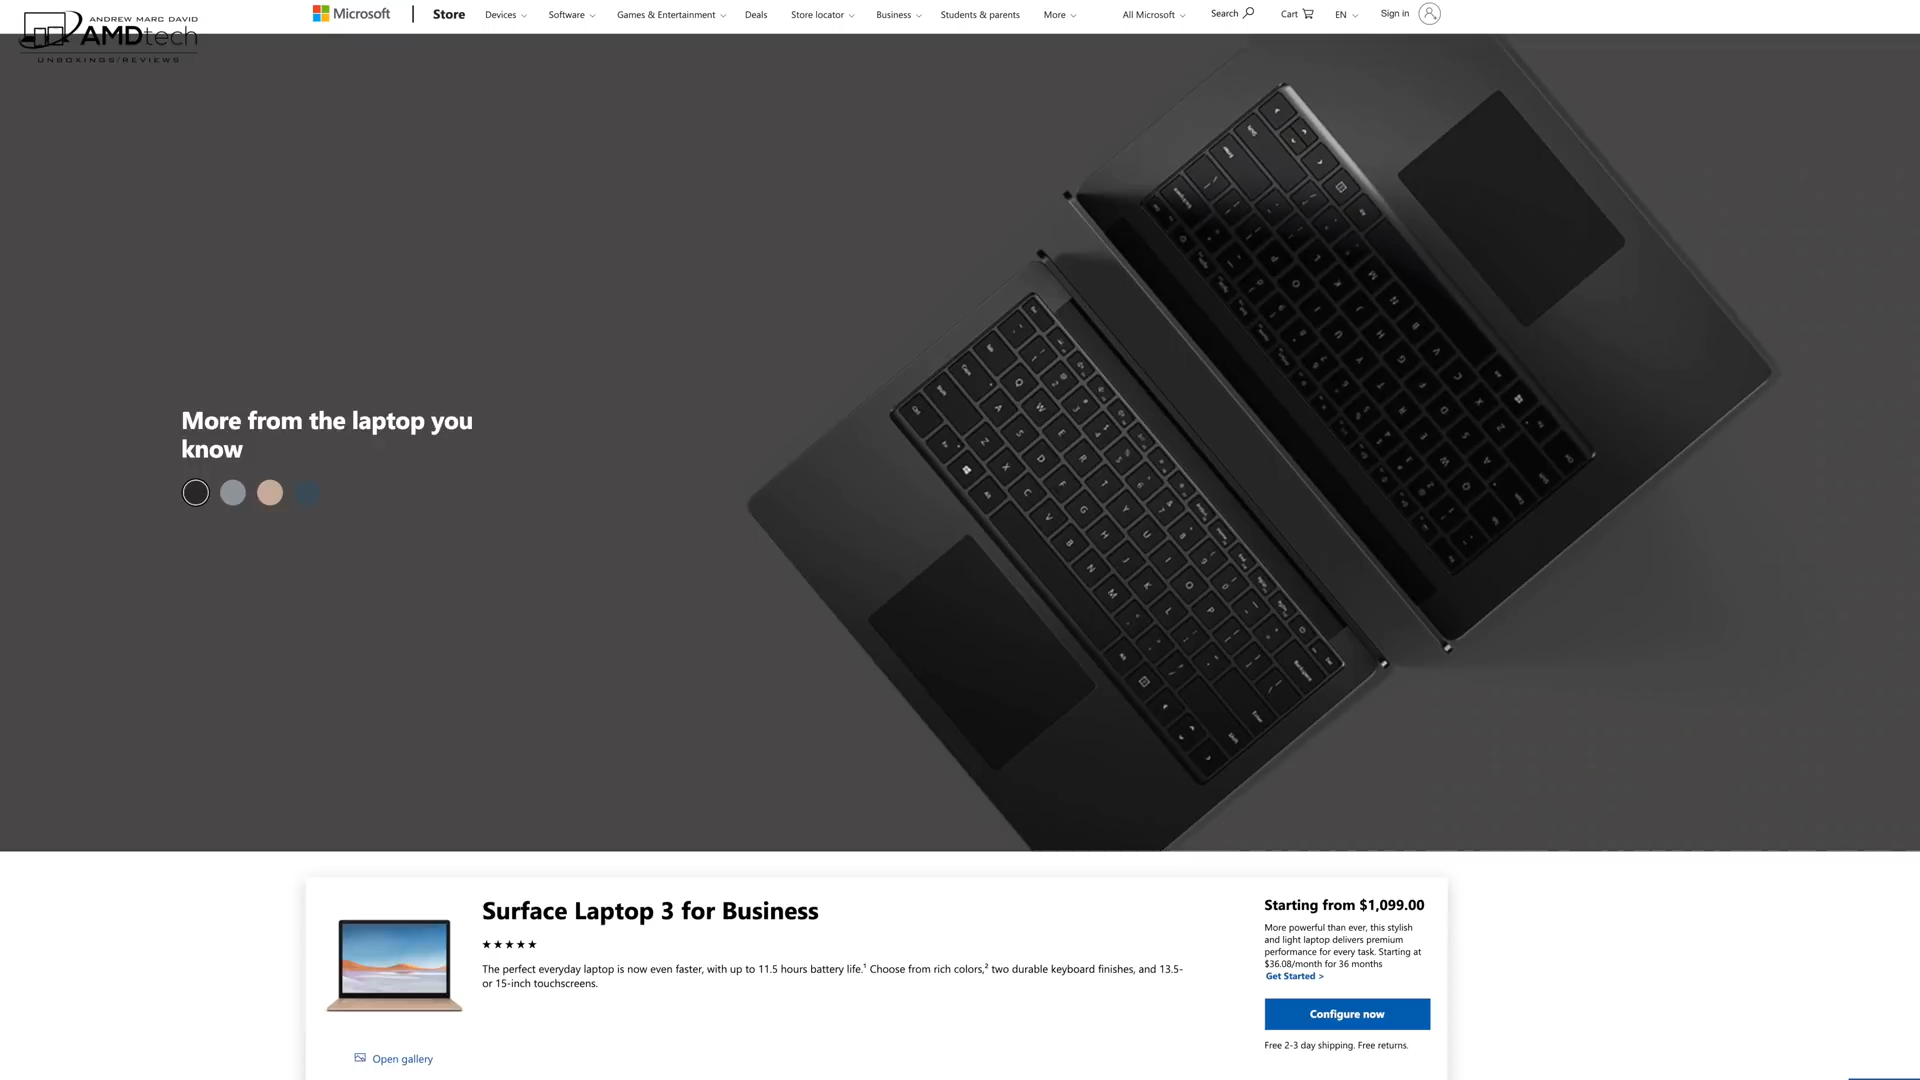 ANDREW MARC DAVID
AMDtech
UNBOXINGS/REVIEWS
Microsoft
Store
Devices
Software
Games & Entertainment
Deals
Store locator
Business
Students & parents
More
All Microsoft
Search
Cart
EN
Sign in
More from the laptop you
know
Surface Laptop 3 for Business
The perfect everyday laptop is now even faster, with up to 11.5 hours battery life.¹ Choose from rich colors,² two durable keyboard finishes, and 13.5-
or 15-inch touchscreens.
Open gallery
Starting from $1,099.00
More powerful than ever, this stylish
and light laptop delivers premium
performance for every task. Starting at
$36.08/month for 36 months
Get Started >
Configure now
Free 2-3 day shipping. Free returns.